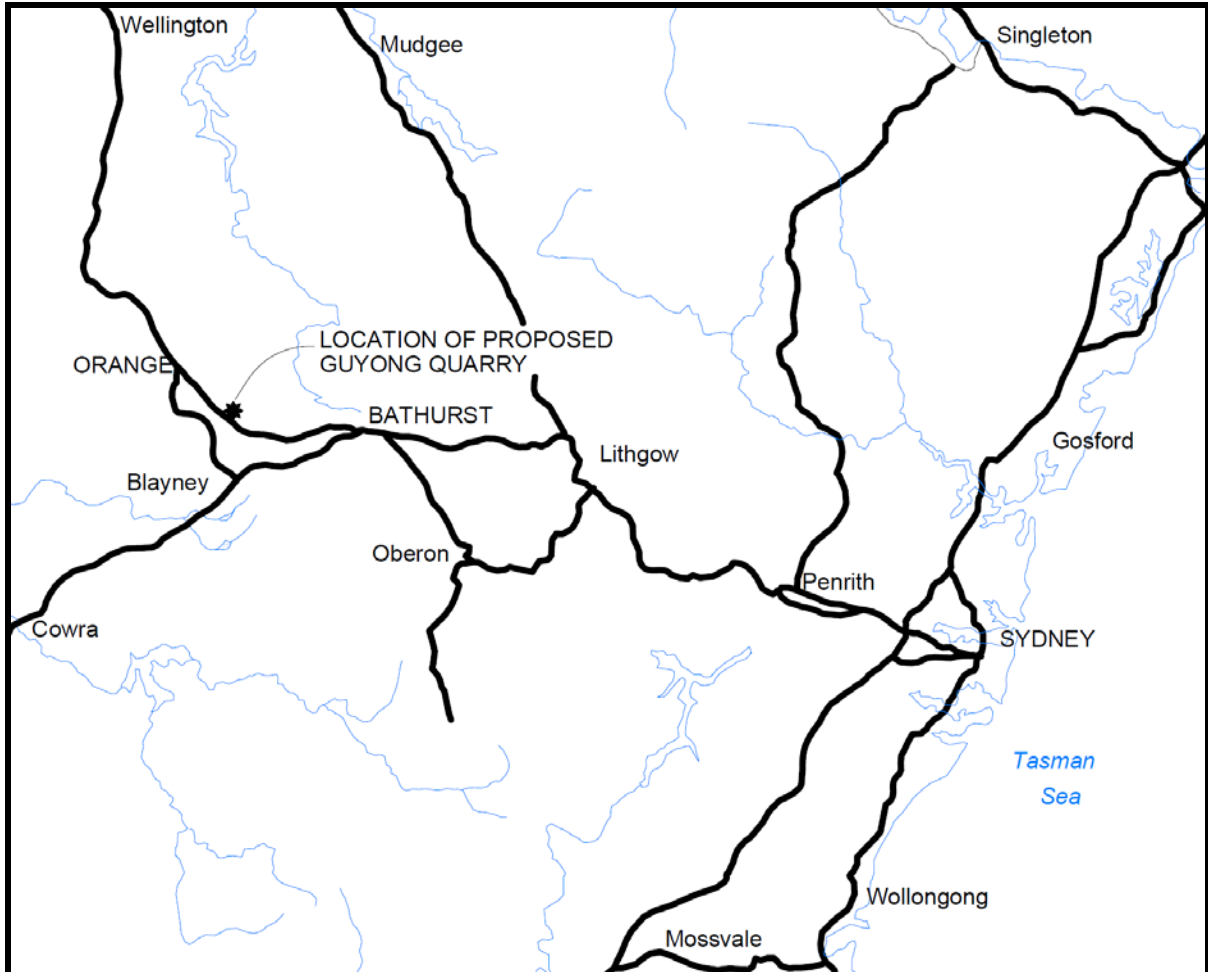 Wellington
Mudgee
Singleton
LOCATION OF PROPOSED
GUYONG QUARRY
ORANGE
BATHURST
Gosford
Lithgow
Blayney
Oberon
Penrith
Cowra
SYDNEY
Tasman
Sea
Wollongong
Mossvale